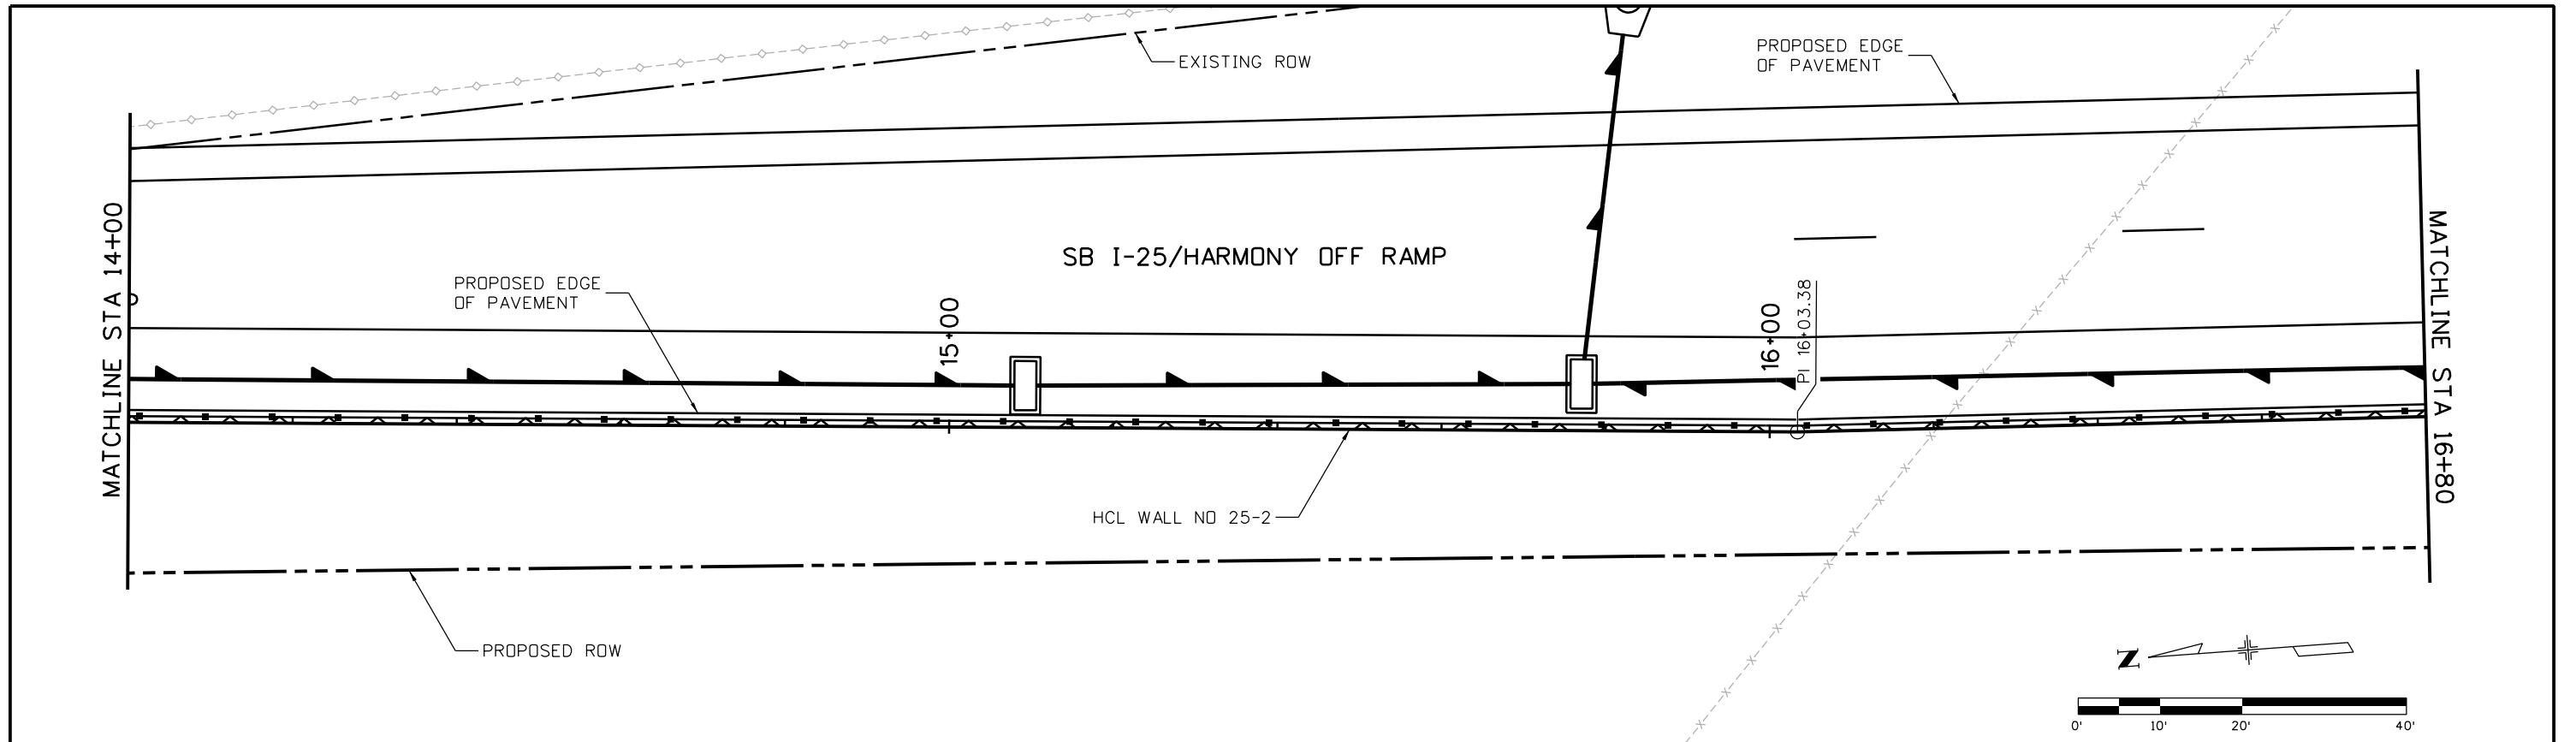 EXISTING ROW
PROPOSED EDGE
OF PAVEMENT
MATCHLINE STA 14+00
SB I-25/HARMONY OFF RAMP
PROPOSED EDGE
OF PAVEMENT
15+00
16+00
PI 16+03.38
MATCHLINE STA 16+80
HCL WALL NO 25-2
PROPOSED ROW
N
0' 10' 20' 40'